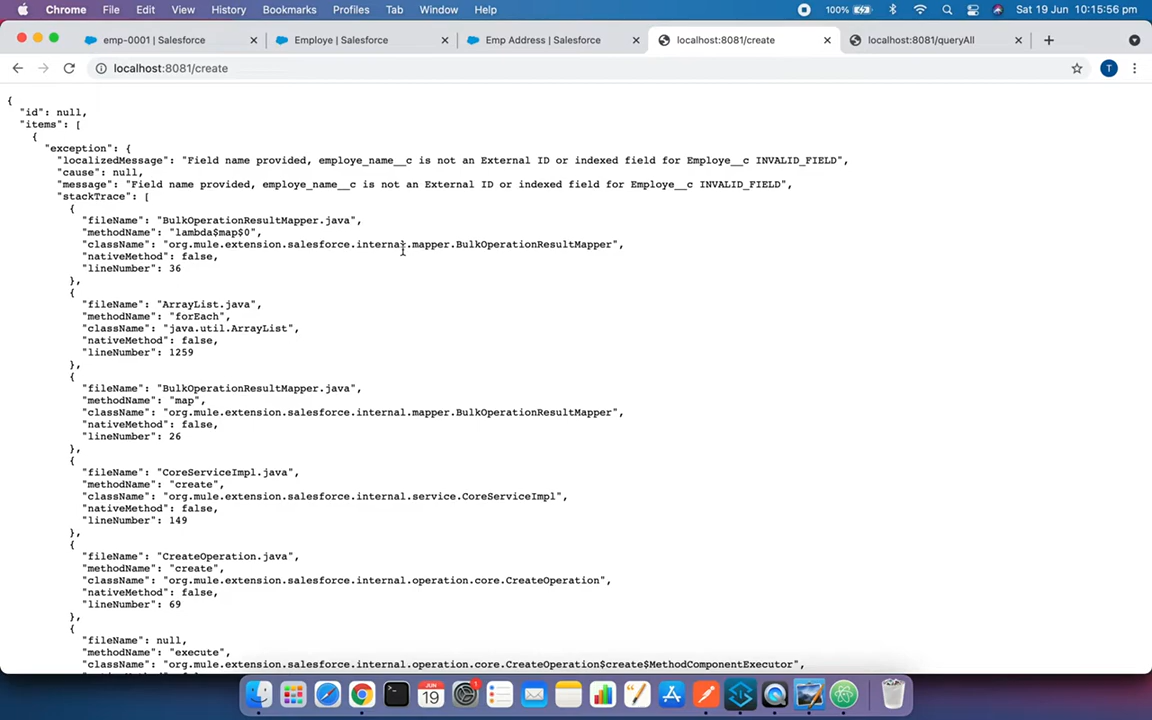 Chrome File Edit View History Bookmarks Profiles Tab Window Help 100% Sat 19 Jun 10:15:56 pm
emp-0001 | Salesforce Employe | Salesforce Emp Address | Salesforce localhost:8081/create localhost:8081/queryAll
localhost:8081/create T
{
"id": null,
"items": [
{
"exception": {
"localizedMessage": "Field name provided, employe_name__c is not an External ID or indexed field for Employe__c INVALID_FIELD",
"cause": null,
"message": "Field name provided, employe_name__c is not an External ID or indexed field for Employe__c INVALID_FIELD",
"stackTrace": [
{
"fileName": "BulkOperationResultMapper.java",
"methodName": "lambda$map$0",
"className": "org.mule.extension.salesforce.internal.mapper.BulkOperationResultMapper",
"nativeMethod": false,
"lineNumber": 36
},
{
"fileName": "ArrayList.java",
"methodName": "forEach",
"className": "java.util.ArrayList",
"nativeMethod": false,
"lineNumber": 1259
},
{
"fileName": "BulkOperationResultMapper.java",
"methodName": "map",
"className": "org.mule.extension.salesforce.internal.mapper.BulkOperationResultMapper",
"nativeMethod": false,
"lineNumber": 26
},
{
"fileName": "CoreServiceImpl.java",
"methodName": "create",
"className": "org.mule.extension.salesforce.internal.service.CoreServiceImpl",
"nativeMethod": false,
"lineNumber": 149
},
{
"fileName": "CreateOperation.java",
"methodName": "create",
"className": "org.mule.extension.salesforce.internal.operation.core.CreateOperation",
"nativeMethod": false,
"lineNumber": 69
},
{
"fileName": null,
"methodName": "execute",
"className": "org.mule.extension.salesforce.internal.operation.core.CreateOperation$create$MethodComponentExecutor",
JUN
19
1